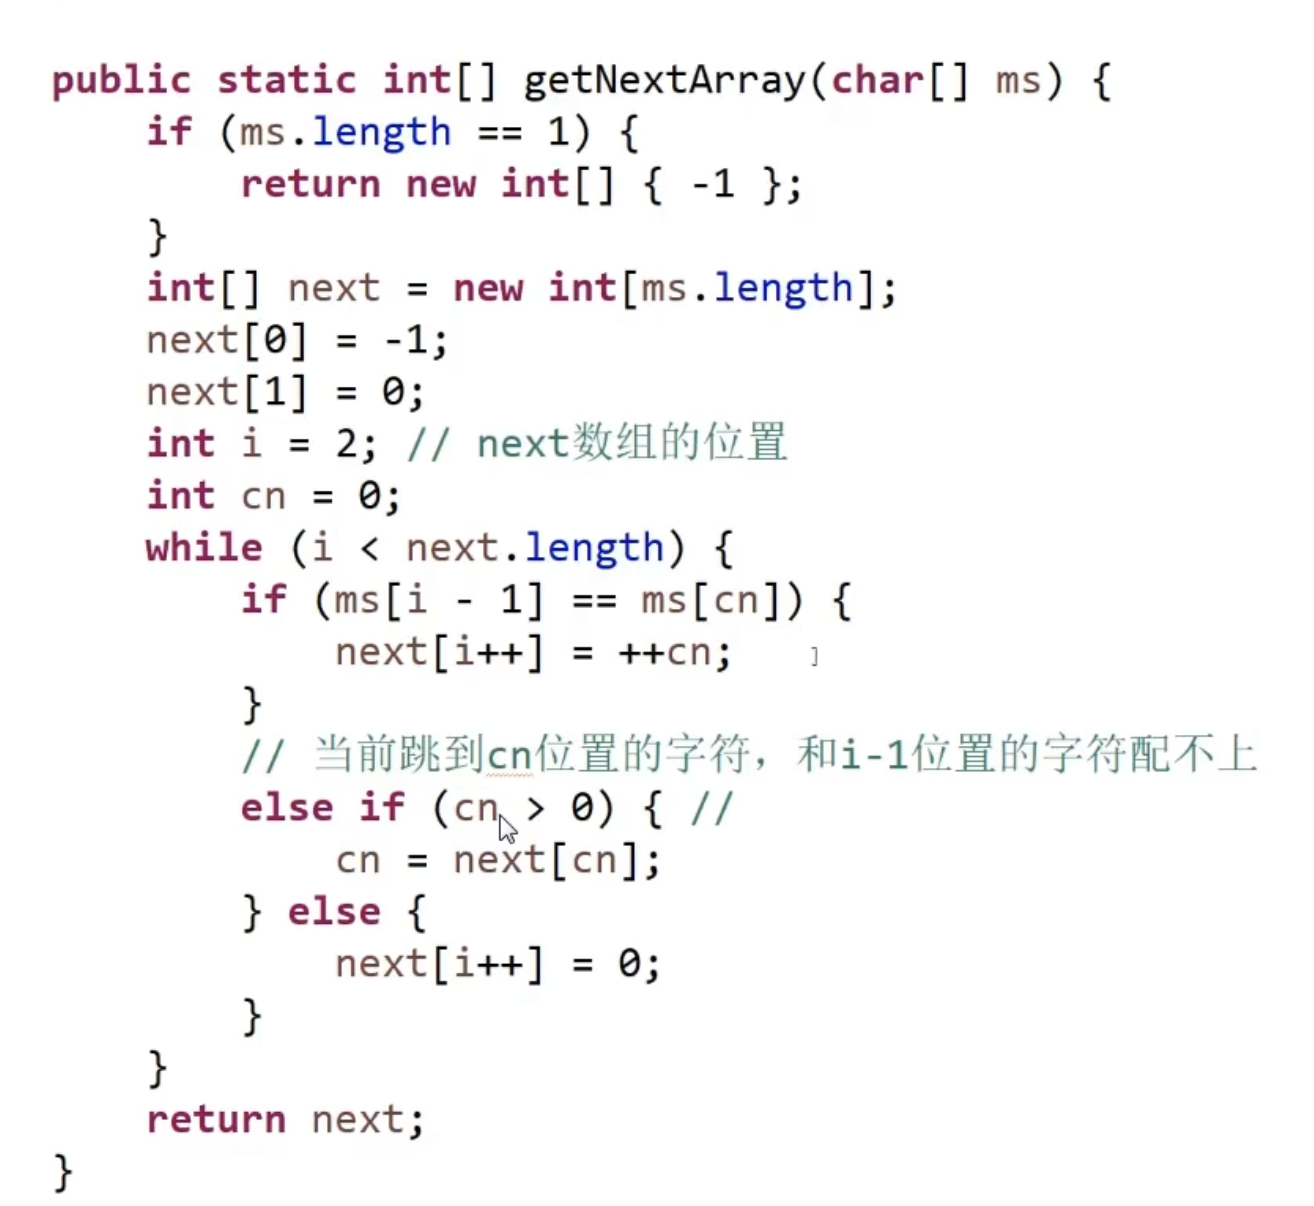 public static int[] getNextArray(char[] ms) {
    if (ms.length == 1) {
        return new int[] { -1 };
    }
    int[] next = new int[ms.length];
    next[0] = -1;
    next[1] = 0;
    int i = 2; // next数组的位置
    int cn = 0;
    while (i < next.length) {
        if (ms[i - 1] == ms[cn]) {
            next[i++] = ++cn;
        }
        // 当前跳到cn位置的字符，和i-1位置的字符配不上
        else if (cn > 0) { //
            cn = next[cn];
        } else {
            next[i++] = 0;
        }
    }
    return next;
}